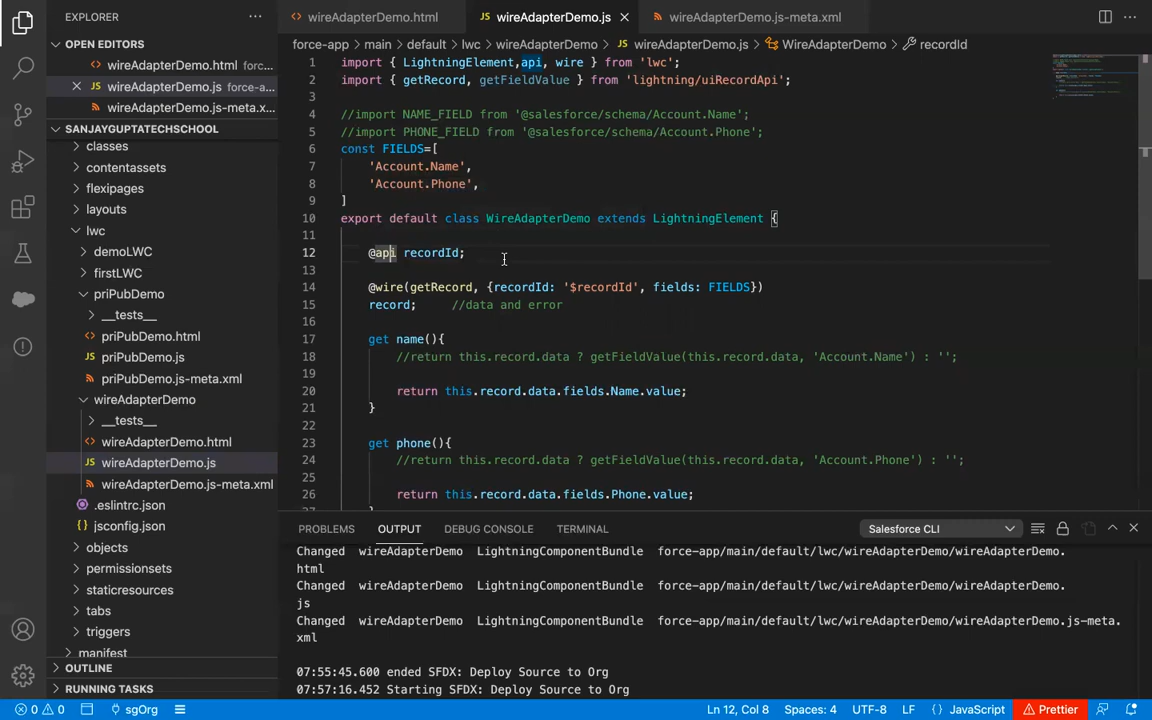 EXPLORER
OPEN EDITORS
wireAdapterDemo.html force-...
wireAdapterDemo.js force-a...
wireAdapterDemo.js-meta.x...
SANJAYGUPTATECHSCHOOL
classes
contentassets
flexipages
layouts
lwc
demoLWC
firstLWC
priPubDemo
__tests__
priPubDemo.html
priPubDemo.js
priPubDemo.js-meta.xml
wireAdapterDemo
__tests__
wireAdapterDemo.html
wireAdapterDemo.js
wireAdapterDemo.js-meta.xml
.eslintrc.json
{} jsconfig.json
objects
permissionsets
staticresources
tabs
triggers
manifest
OUTLINE
RUNNING TASKS
wireAdapterDemo.html JS wireAdapterDemo.js wireAdapterDemo.js-meta.xml
force-app > main > default > lwc > wireAdapterDemo > JS wireAdapterDemo.js > WireAdapterDemo > recordId
1 import { LightningElement,api, wire } from 'lwc';
2 import { getRecord, getFieldValue } from 'lightning/uiRecordApi';
3
4 //import NAME_FIELD from '@salesforce/schema/Account.Name';
5 //import PHONE_FIELD from '@salesforce/schema/Account.Phone';
6 const FIELDS=[
7 'Account.Name',
8 'Account.Phone',
9 ]
10 export default class WireAdapterDemo extends LightningElement {
11
12 @api recordId;
13
14 @wire(getRecord, {recordId: '$recordId', fields: FIELDS})
15 record; //data and error
16
17 get name(){
18 //return this.record.data ? getFieldValue(this.record.data, 'Account.Name') : '';
19
20 return this.record.data.fields.Name.value;
21 }
22
23 get phone(){
24 //return this.record.data ? getFieldValue(this.record.data, 'Account.Phone') : '';
25
26 return this.record.data.fields.Phone.value;
PROBLEMS OUTPUT DEBUG CONSOLE TERMINAL Salesforce CLI
Changed wireAdapterDemo LightningComponentBundle force-app/main/default/lwc/wireAdapterDemo/wireAdapterDemo.
html
Changed wireAdapterDemo LightningComponentBundle force-app/main/default/lwc/wireAdapterDemo/wireAdapterDemo.
js
Changed wireAdapterDemo LightningComponentBundle force-app/main/default/lwc/wireAdapterDemo/wireAdapterDemo.js-meta.
xml
07:55:45.600 ended SFDX: Deploy Source to Org
07:57:16.452 Starting SFDX: Deploy Source to Org
0 0 sgOrg Ln 12, Col 8 Spaces: 4 UTF-8 LF {} JavaScript Prettier